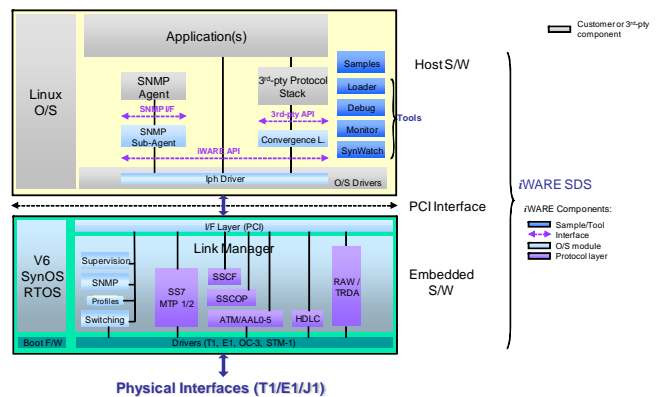 Customer or 3rd-pty
component
Application(s)
Host S/W
Samples
Loader
Debug
Monitor
SynWatch
Tools
Linux
O/S
SNMP
Agent
3rd-pty Protocol
Stack
SNMP I/F
3rd-pty API
SNMP
Sub-Agent
Convergence L.
iWARE API
Iph Driver
O/S Drivers
PCI Interface
iWARE SDS
iWARE Components:
Sample/Tool
Interface
O/S module
Protocol layer
I/F Layer (PCI)
Link Manager
V6
SynOS
RTOS
Supervision
SNMP
Profiles
Switching
SS7
MTP 1/2
SSCF
SSCOP
ATM/AAL0-5
HDLC
RAW /
TRDA
Embedded
S/W
Boot F/W
Drivers (T1, E1, OC-3, STM-1)
Physical Interfaces (T1/E1/J1)